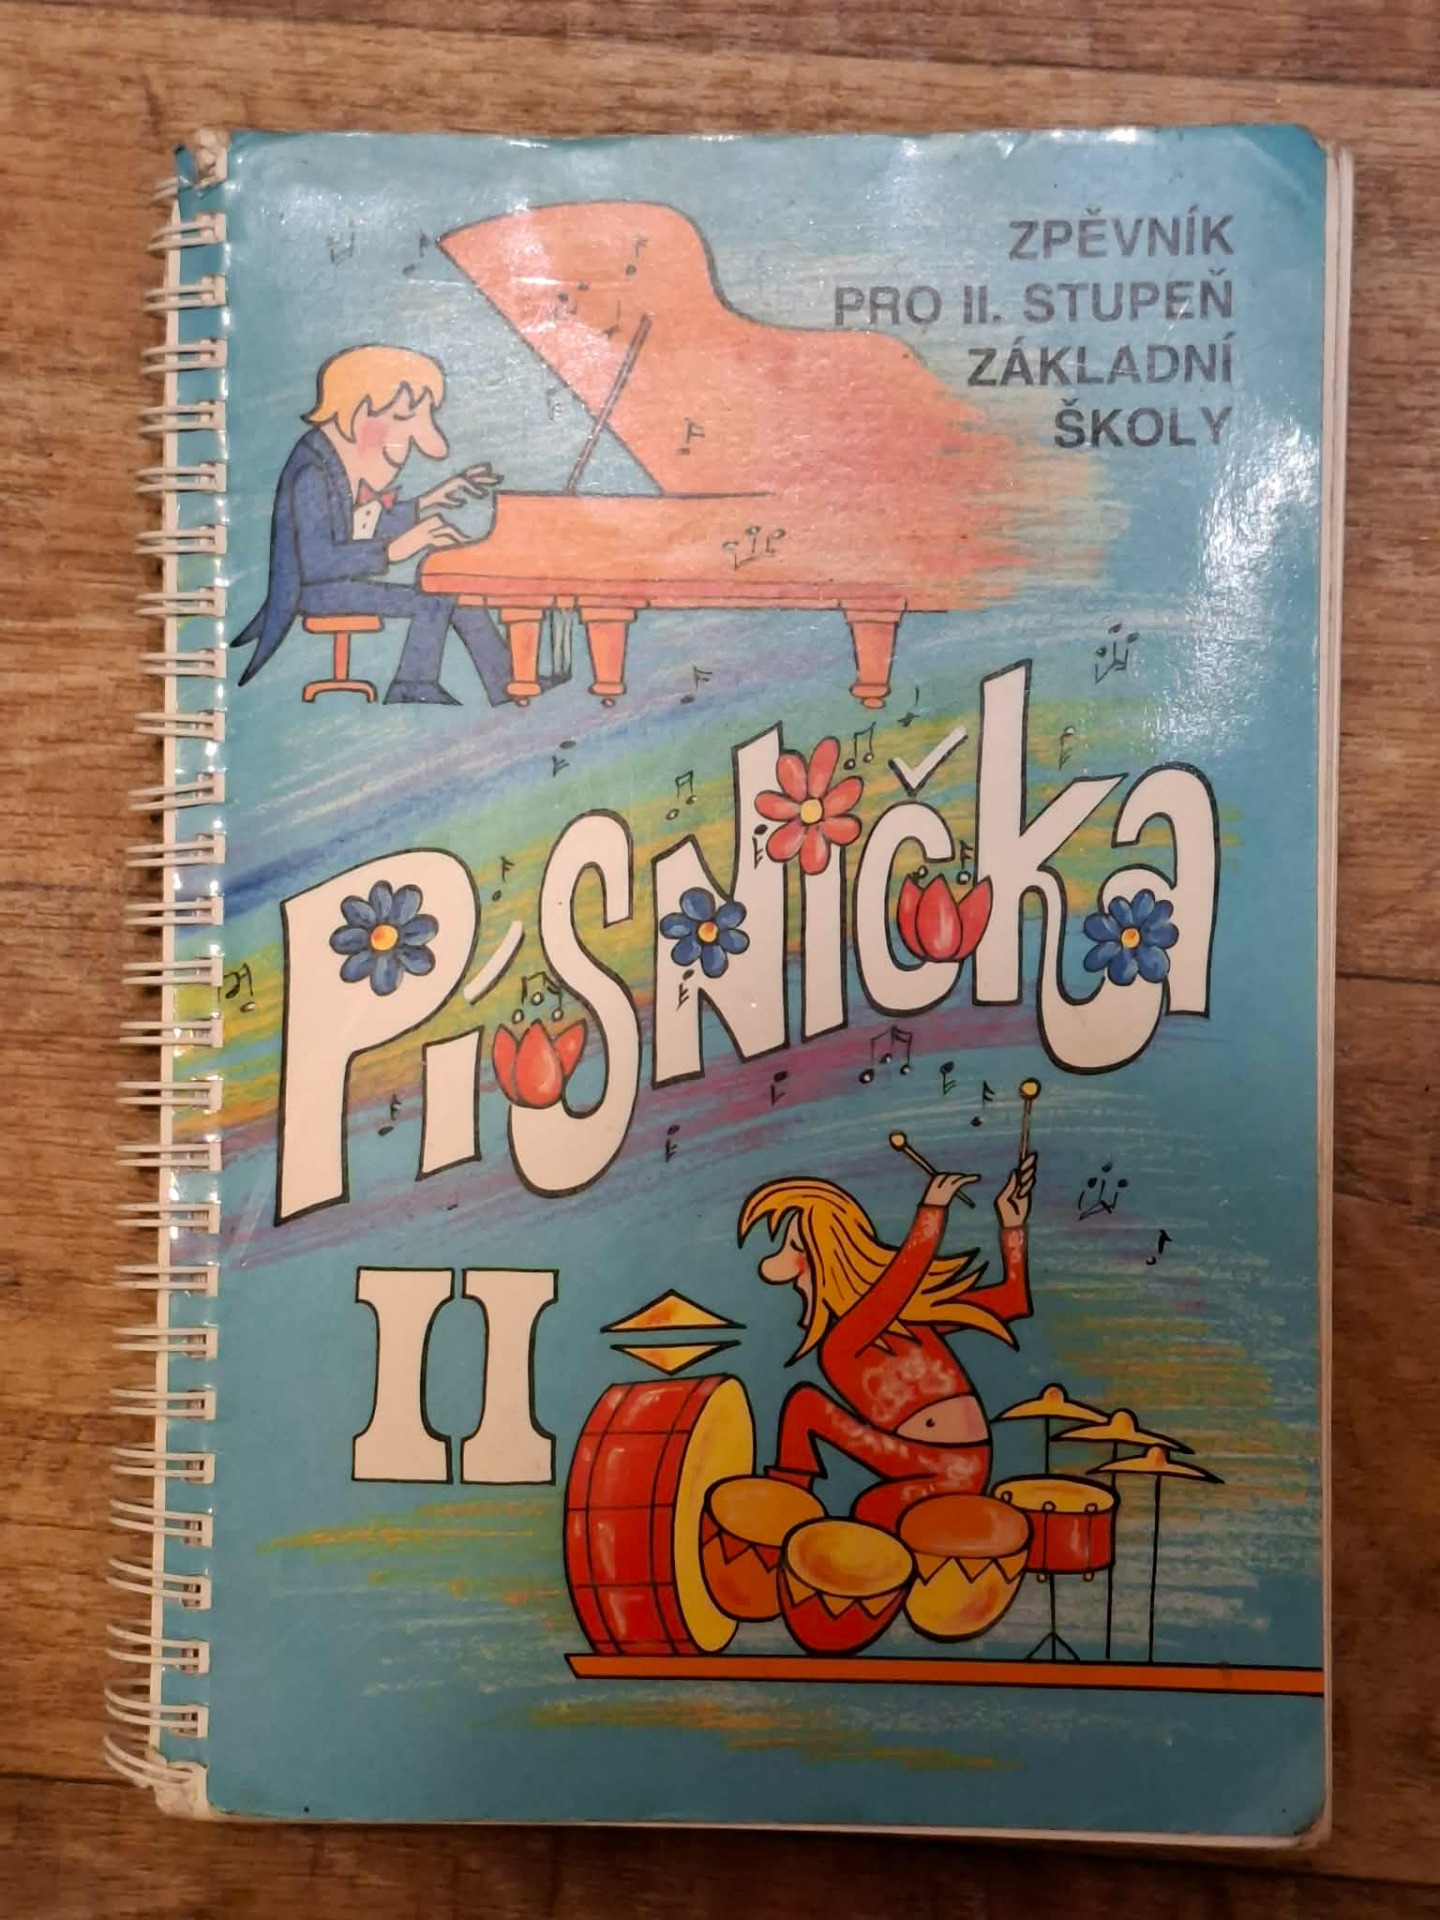 ZPĚVNÍK
PRO II. STUPEŇ
ZÁKLADNÍ
ŠKOLY
Písnička
II